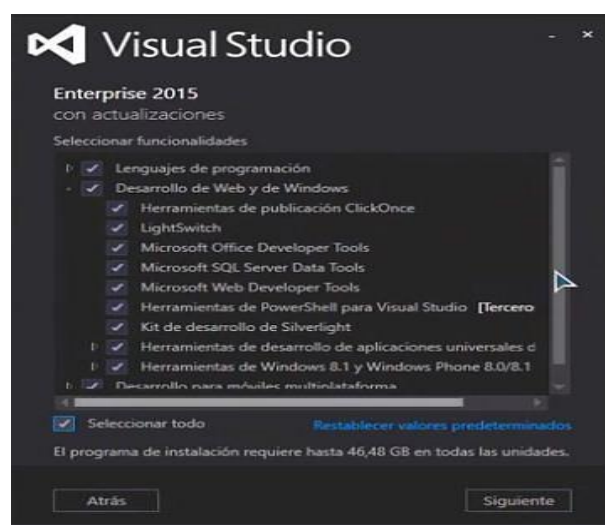 Visual Studio
Enterprise 2015
con actualizaciones
Seleccionar funcionalidades
Lenguajes de programación
Desarrollo de Web y de Windows
Herramientas de publicación ClickOnce
LightSwitch
Microsoft Office Developer Tools
Microsoft SQL Server Data Tools
Microsoft Web Developer Tools
Herramientas de PowerShell para Visual Studio [Tercero
Kit de desarrollo de Silverlight
Herramientas de desarrollo de aplicaciones universales d
Herramientas de Windows 8.1 y Windows Phone 8.0/8.1
Desarrollo para móviles multiplataforma
Seleccionar todo Restablecer valores predeterminados
El programa de instalación requiere hasta 46,48 GB en todas las unidades.
Atrás Siguiente